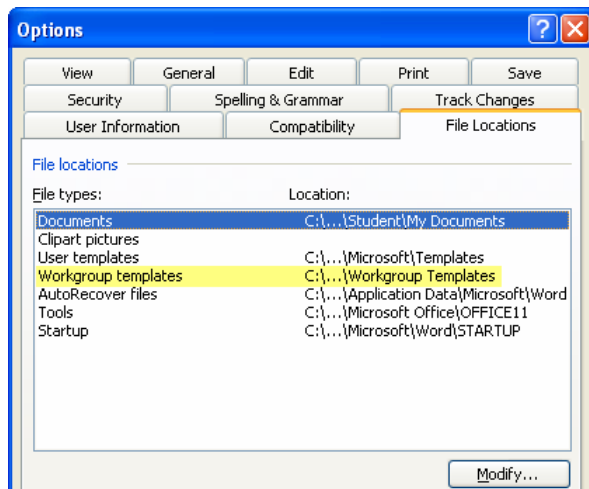 Options
View General Edit Print Save
Security Spelling & Grammar Track Changes
User Information Compatibility File Locations
File locations
File types: Location:
Documents C:\...\Student\My Documents
Clipart pictures
User templates C:\...\Microsoft\Templates
Workgroup templates C:\...\Workgroup Templates
AutoRecover files C:\...\Application Data\Microsoft\Word
Tools C:\...\Microsoft Office\OFFICE11
Startup C:\...\Microsoft\Word\STARTUP
Modify...